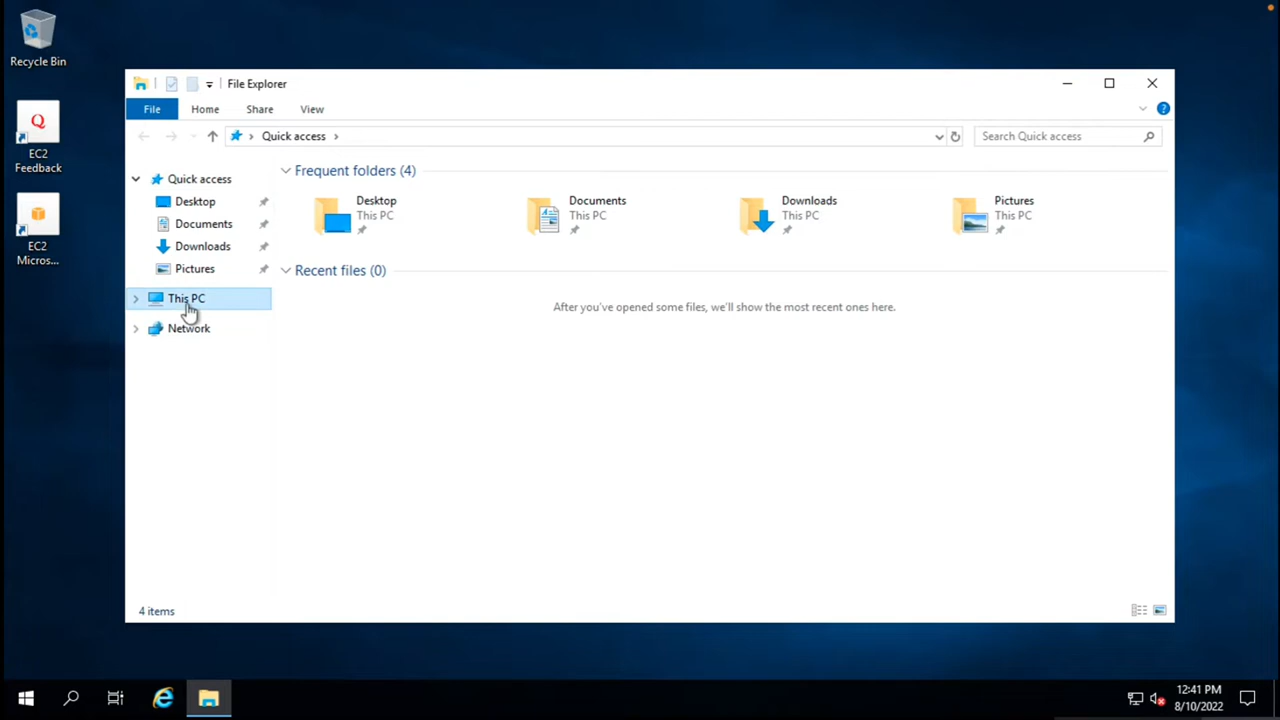 Recycle Bin
EC2
Feedback
EC2
Micros...
File Explorer
File
Home
Share
View
Quick access
Search Quick access
Quick access
Desktop
Documents
Downloads
Pictures
This PC
Network
Frequent folders (4)
Desktop
This PC
Documents
This PC
Downloads
This PC
Pictures
This PC
Recent files (0)
After you've opened some files, we'll show the most recent ones here.
4 items
12:41 PM
8/10/2022